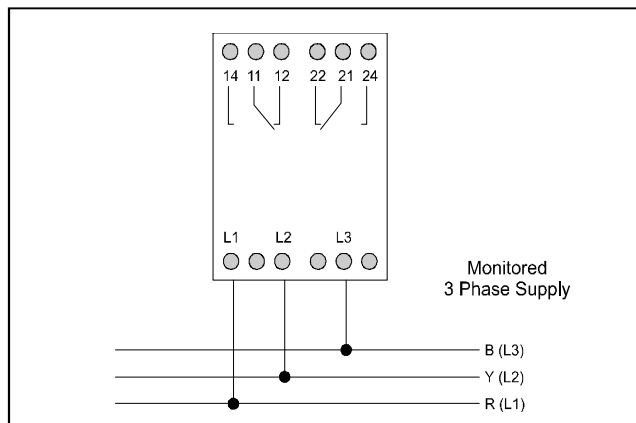 14 11 12 22 21 24
L1 L2 L3
Monitored
3 Phase Supply
B (L3)
Y (L2)
R (L1)